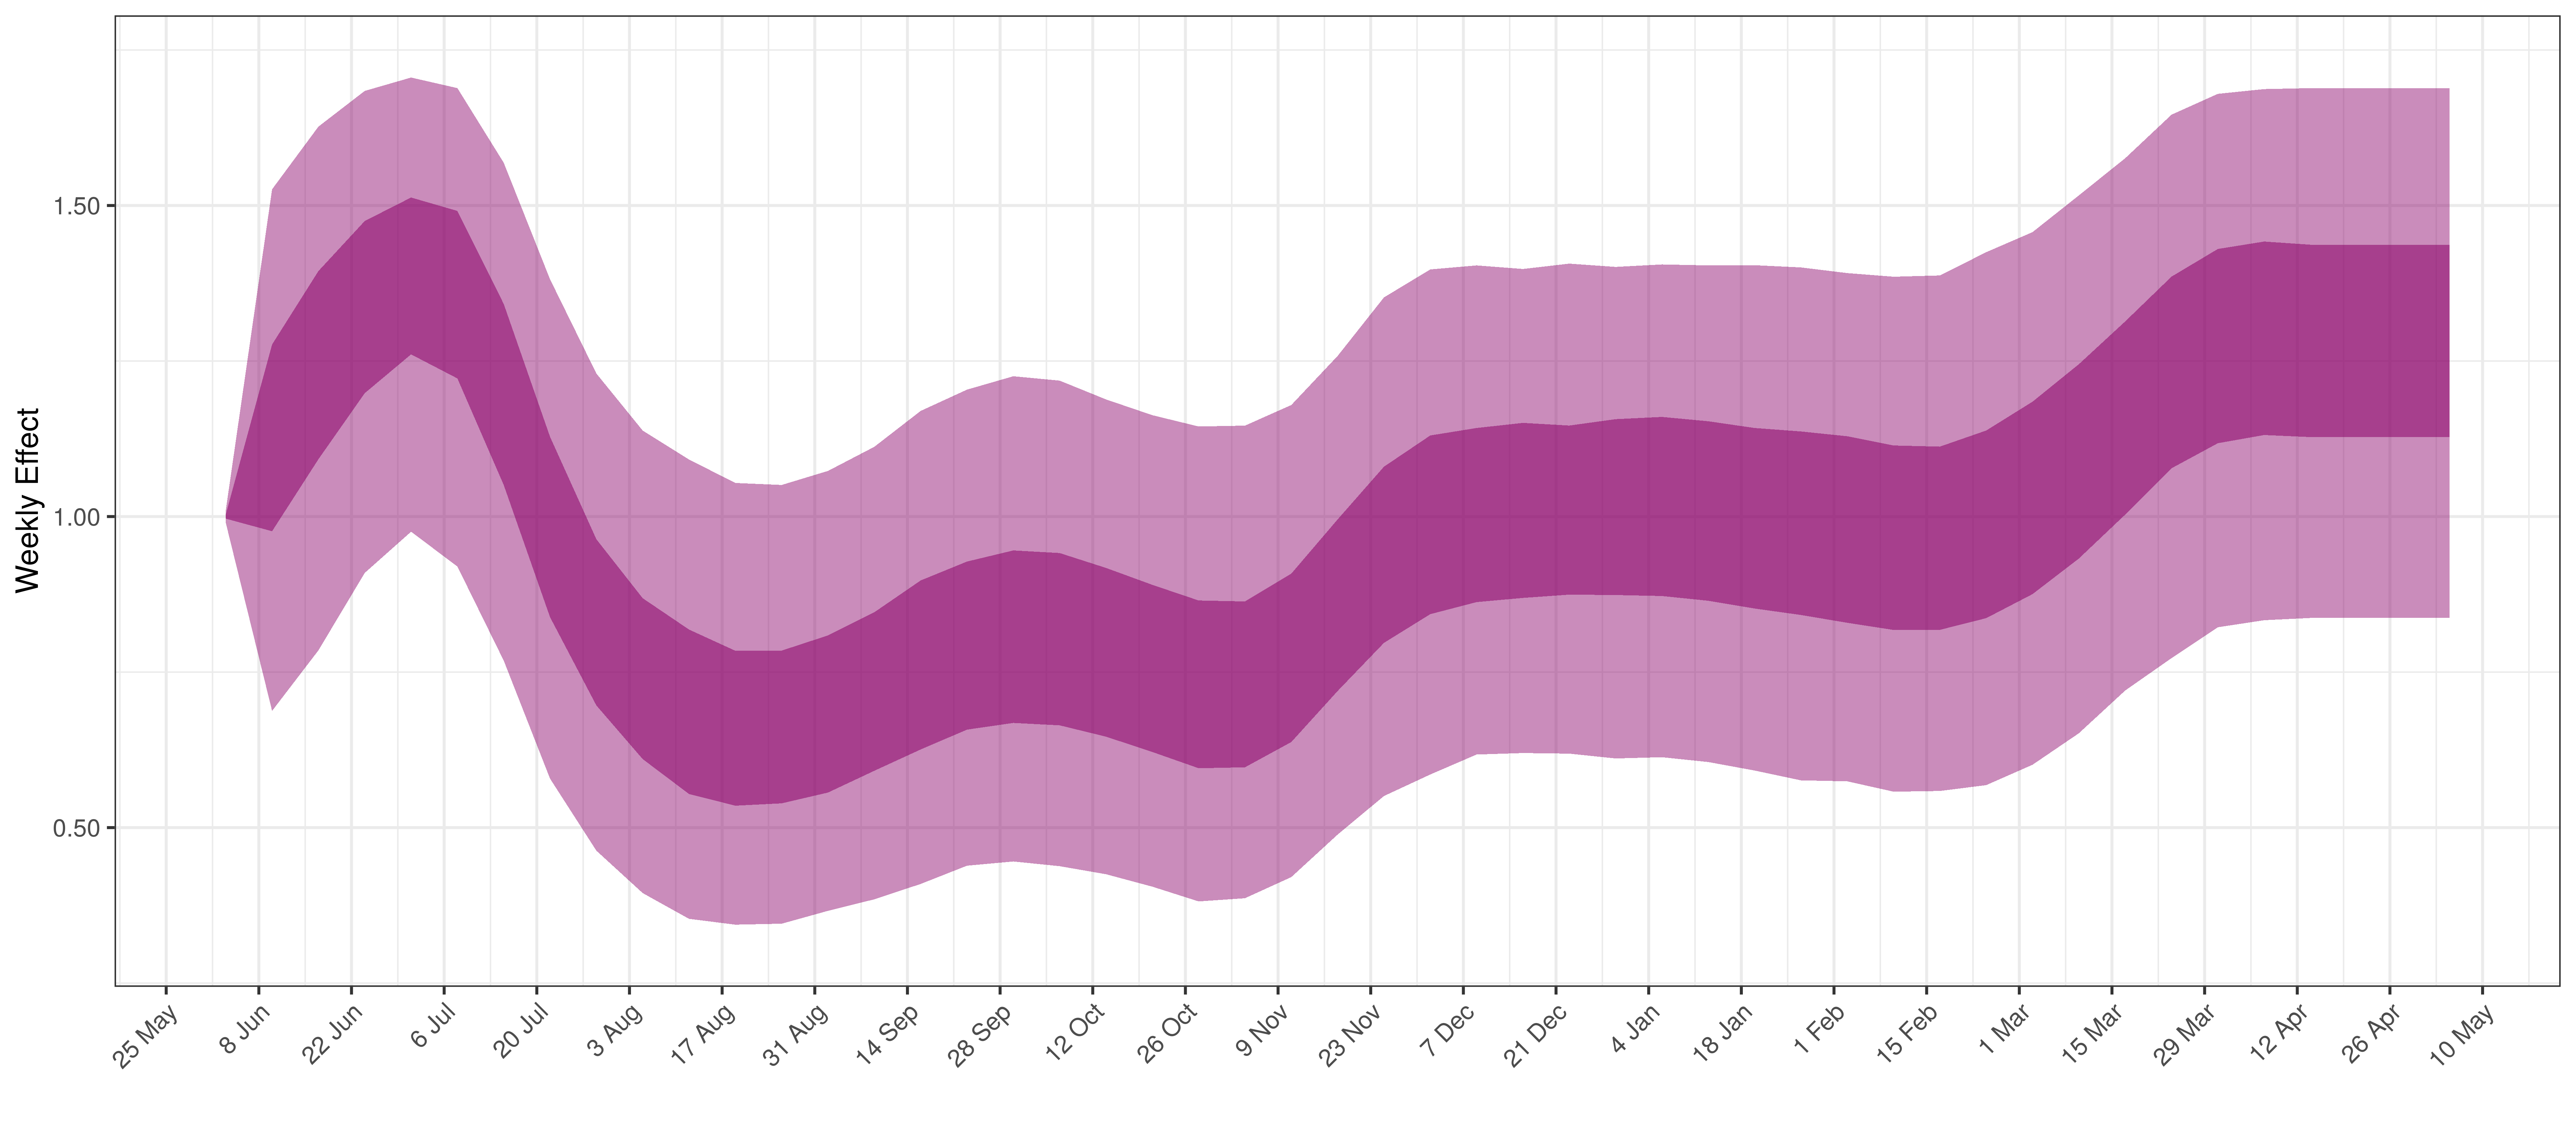 Weekly Effect
1.50
1.00
0.50
25 May
8 Jun
22 Jun
6 Jul
20 Jul
3 Aug
17 Aug
31 Aug
14 Sep
28 Sep
12 Oct
26 Oct
9 Nov
23 Nov
7 Dec
21 Dec
4 Jan
18 Jan
1 Feb
15 Feb
1 Mar
15 Mar
29 Mar
12 Apr
26 Apr
10 May